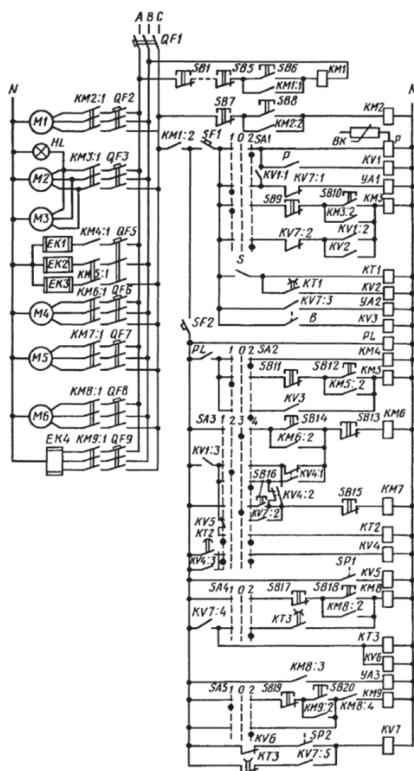 A B C
QF1
N
N
SB1 SB5 SB6 KM1
KM1:1
KM2:1 QF2
SB7 SB8 KM2
M1
KM2:2
HL
KM1:2 SF1 1 0 2 SA1
BK P
KM3:1 QF3
M2
P KV1
KV1:1 KV7:1 YA1
SB10 KM3
SB9 KM3:2
M3
KV1:2
KV7:2 KV2
KM4:1 QF5
EK1
S
EK2
KT1
KM5:1
KT1 KV2
EK3
KM6:1 QF6
KV7:3 YA2
M4
B KV3
SF2 PL
KM7:1 QF7
PL 1 0 2 SA2 KM4
M5
SB11 SB12 KM5
KM5:2
KM8:1 QF8
KV3
M6
SA3 1 2 3 4 SB14 SB13 KM6
KM6:2
EK4 KM9:1 QF9
KV1:3 KV4:1
SB16 KV4:2
SB15 KM7
KV7:2
KV5
KT2 KT2
KV4
KV4:3
SP1 KV5
SA4 1 0 2 SB17 SB18 KM8
KM8:2
KV7:4 KT3
KT3
KV6
KM8:3 YA3
SA5 1 0 2 SB19 SB20 KM9
KM9:2 KM8:4
KV6 SP2 KV7
KT3 KV7:5